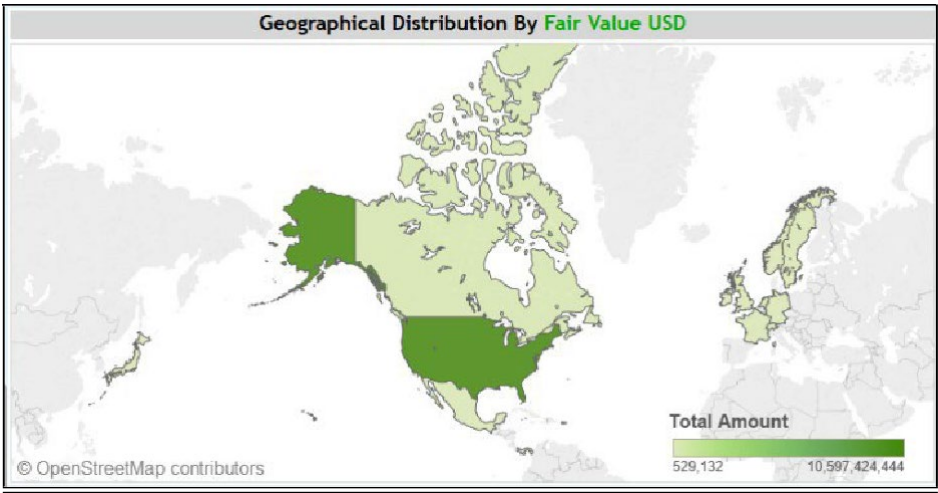 Geographical Distribution By Fair Value USD
Total Amount
529,132 10,597,424,444
© OpenStreetMap contributors